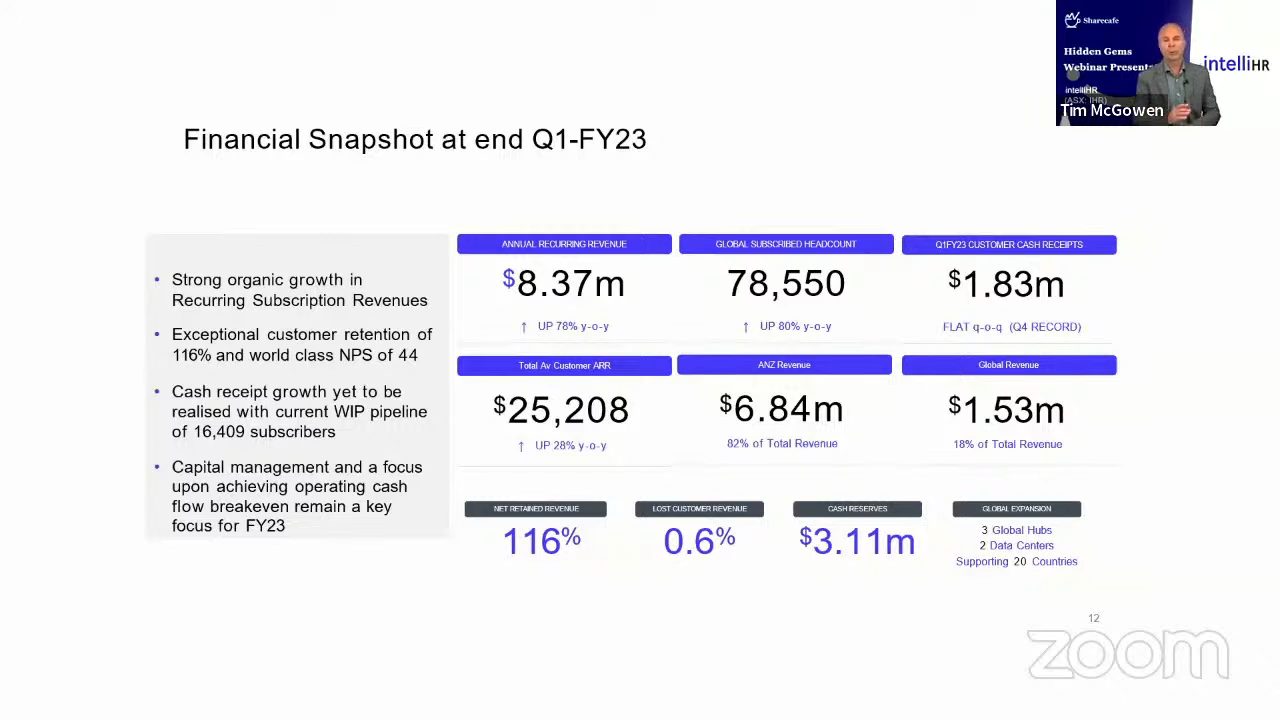 Sharecafe
Hidden Gems
Webinar Present
intelliHR
(ASX: IHR)
Tim McGowen
intelliHR
Financial Snapshot at end Q1-FY23
• Strong organic growth in
Recurring Subscription Revenues
• Exceptional customer retention of
116% and world class NPS of 44
• Cash receipt growth yet to be
realised with current WIP pipeline
of 16,409 subscribers
• Capital management and a focus
upon achieving operating cash
flow breakeven remain a key
focus for FY23
ANNUAL RECURRING REVENUE
$8.37m
↑ UP 78% y-o-y
GLOBAL SUBSCRIBED HEADCOUNT
78,550
↑ UP 80% y-o-y
Q1FY23 CUSTOMER CASH RECEIPTS
$1.83m
FLAT q-o-q (Q4 RECORD)
Total Av Customer ARR
$25,208
↑ UP 28% y-o-y
ANZ Revenue
$6.84m
82% of Total Revenue
Global Revenue
$1.53m
18% of Total Revenue
NET RETAINED REVENUE
116%
LOST CUSTOMER REVENUE
0.6%
CASH RESERVES
$3.11m
GLOBAL EXPANSION
3 Global Hubs
2 Data Centers
Supporting 20 Countries
12
zoom